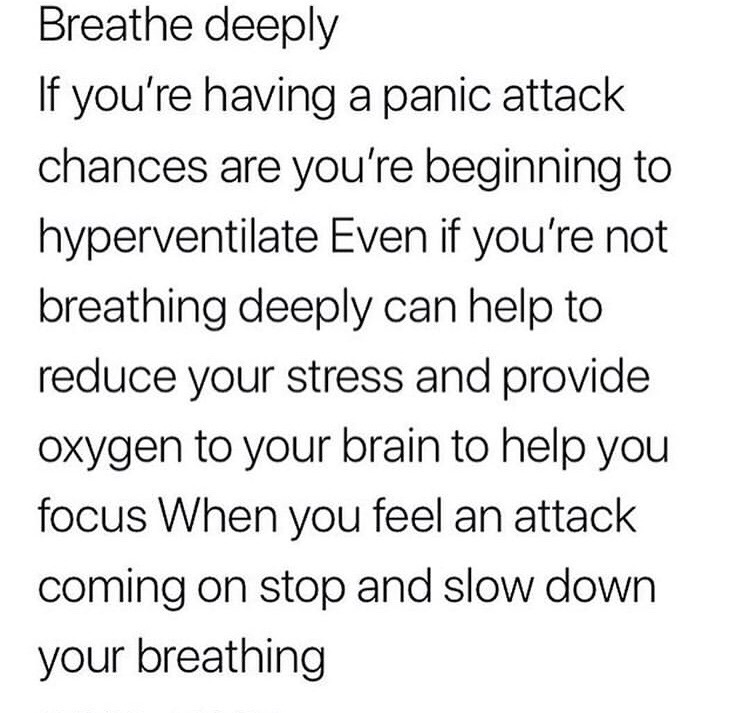 Breathe deeply
If you're having a panic attack
chances are you're beginning to
hyperventilate Even if you're not
breathing deeply can help to
reduce your stress and provide
oxygen to your brain to help you
focus When you feel an attack
coming on stop and slow down
your breathing